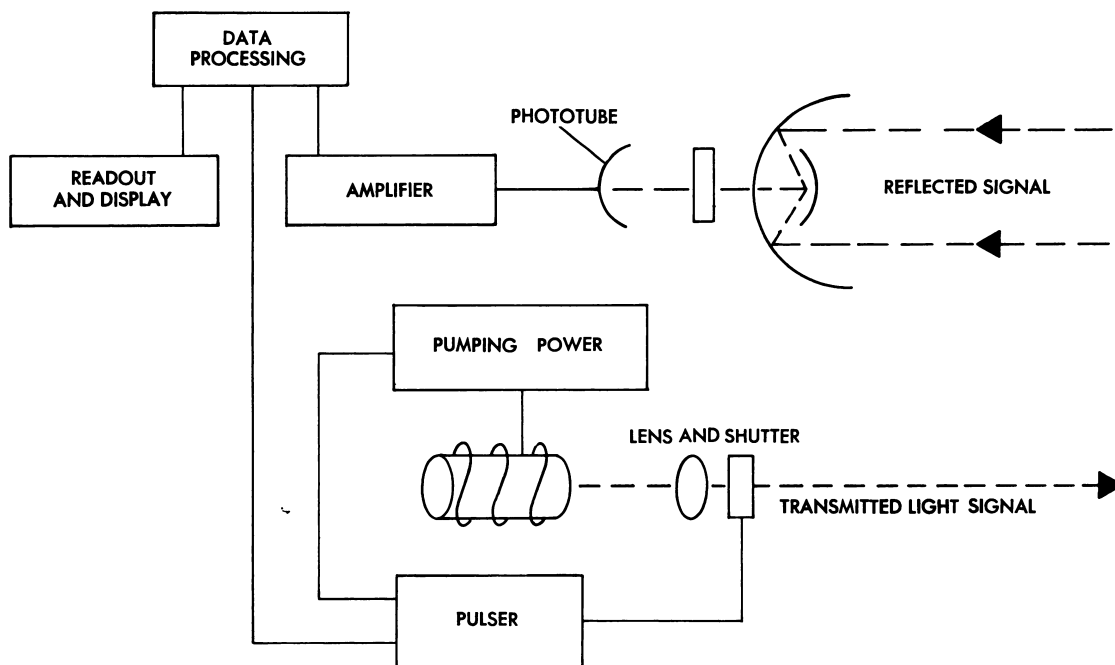 DATA
PROCESSING
PHOTOTUBE
READOUT
AND DISPLAY
AMPLIFIER
REFLECTED SIGNAL
PUMPING POWER
LENS AND SHUTTER
TRANSMITTED LIGHT SIGNAL
PULSER